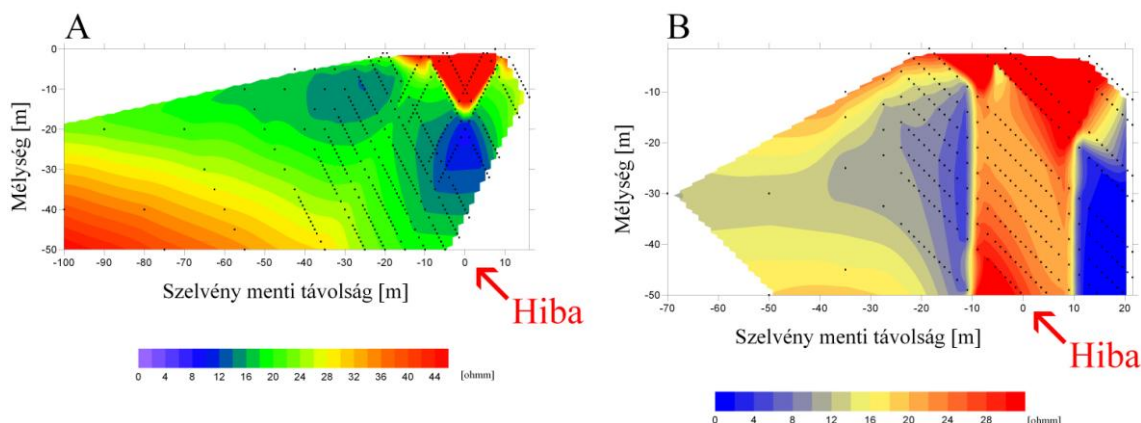 A
0
-10
-20
-30
-40
-50
Mélység [m]
-100 -90 -80 -70 -60 -50 -40 -30 -20 -10 0 10
Szelvény menti távolság [m]
Hiba
0 4 8 12 16 20 24 28 32 36 40 44 [ohmm]
B
-10
-20
-30
-40
-50
Mélység [m]
-70 -60 -50 -40 -30 -20 -10 0 10 20
Szelvény menti távolság [m]
Hiba
0 4 8 12 16 20 24 28 [ohmm]